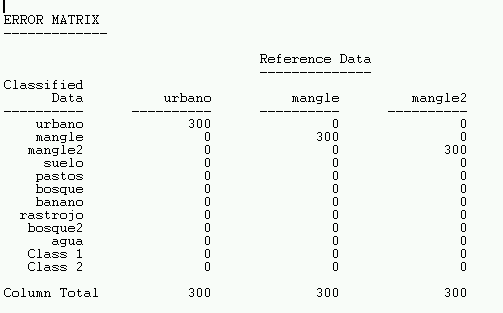 ERROR MATRIX
-------------
Reference Data
--------------
Classified
Data urbano mangle mangle2
---------- ---------- ---------- ----------
urbano 300 0 0
mangle 0 300 0
mangle2 0 0 300
suelo 0 0 0
pastos 0 0 0
bosque 0 0 0
banano 0 0 0
rastrojo 0 0 0
bosque2 0 0 0
agua 0 0 0
Class 1 0 0 0
Class 2 0 0 0
Column Total 300 300 300